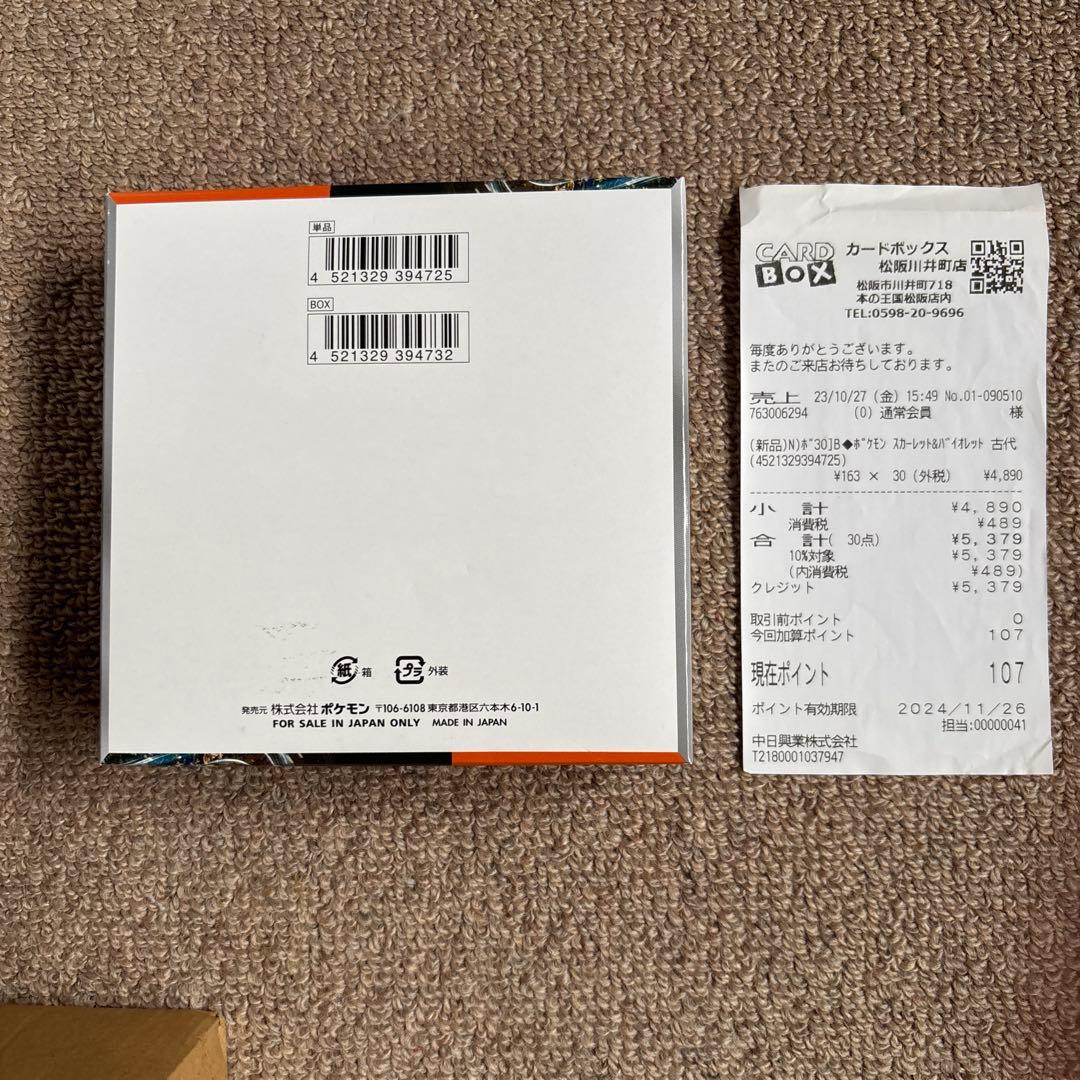 単品
4 521329 394725
BOX
4 521329 394732
紙 箱
プラ 外装
発売元 株式会社 ポケモン 〒106-6108 東京都港区六本木6-10-1
FOR SALE IN JAPAN ONLY MADE IN JAPAN
CARD BOX
カードボックス
松阪川井町店
松阪市川井町718
本の王国松阪店内
TEL:0598-20-9696
毎度ありがとうございます。
またのご来店お待ちしております。
売上 23/10/27 (金) 15:49 No.01-090510
763006294 (0) 通常会員 様
(新品)N)ﾎﾟ30]B◆ﾎﾟｹﾓﾝ ｽｶｰﾚｯﾄ&ﾊﾞｲｵﾚｯﾄ 古代
(4521329394725)
¥163 × 30 (外税) ¥4,890
小計 ¥4,890
消費税 ¥489
合計( 30点) ¥5,379
10%対象 ¥5,379
(内消費税 ¥489)
クレジット ¥5,379
取引前ポイント 0
今回加算ポイント 107
現在ポイント 107
ポイント有効期限 2024/11/26
担当:00000041
中日興業株式会社
T2180001037947